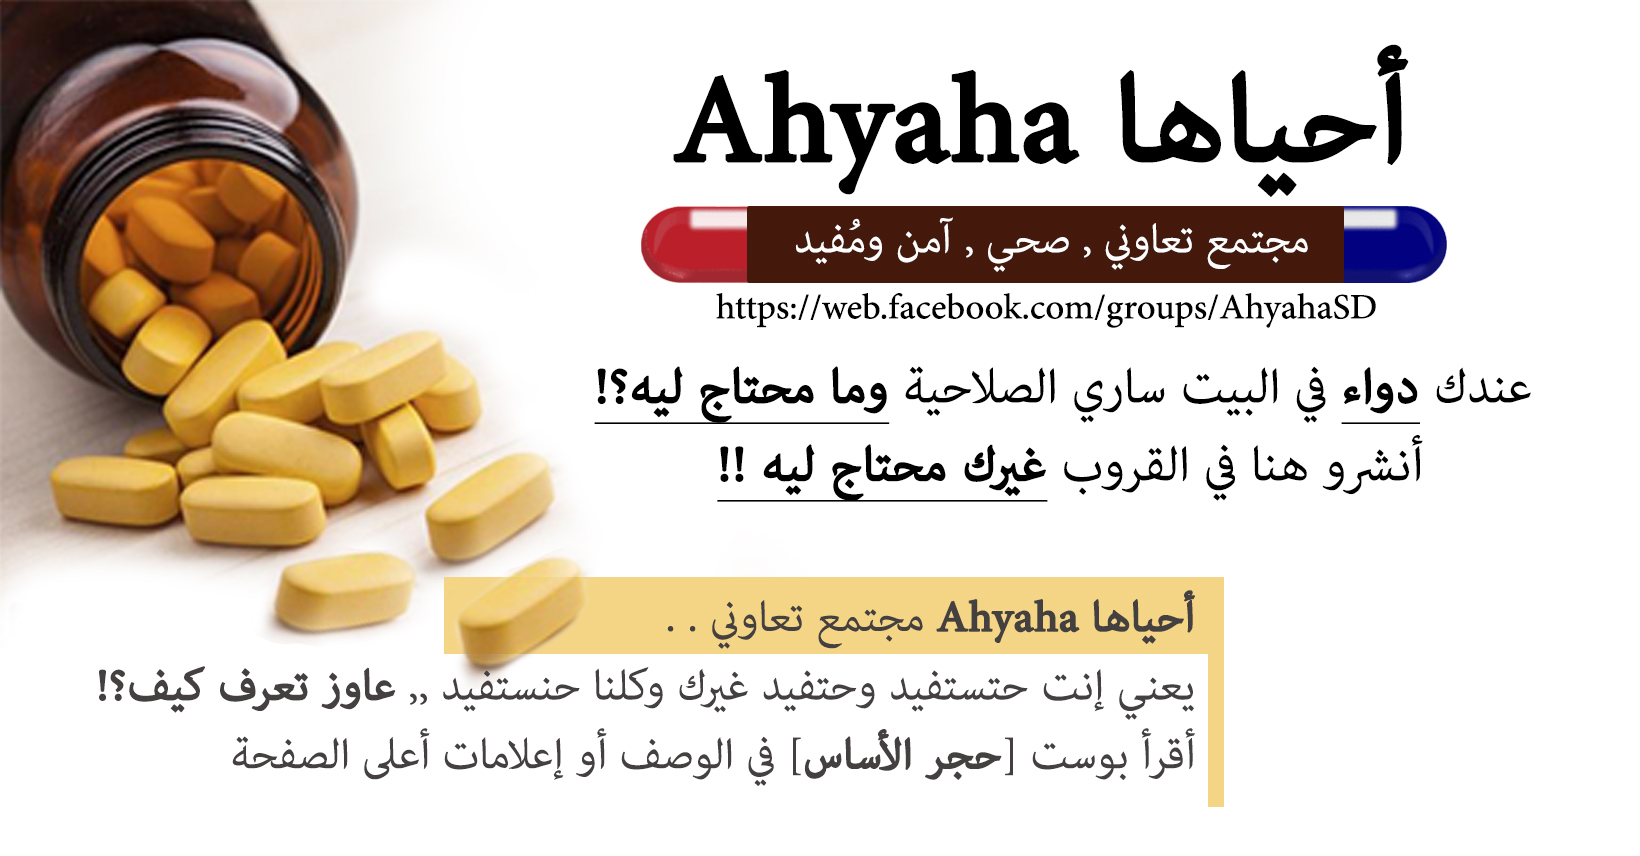 أحياها Ahyaha
مجتمع تعاوني , صحي , آمن ومُفيد
https://web.facebook.com/groups/AhyahaSD
عندك دواء في البيت ساري الصلاحية وما محتاج ليه؟!
أنشرو هنا في القروب غيرك محتاج ليه !!
أحياها Ahyaha مجتمع تعاوني . .
يعني إنت حتستفيد وحتفيد غيرك وكلنا حنستفيد ,, عاوز تعرف كيف؟!
أقرأ بوست [حجر الأساس] في الوصف أو إعلامات أعلى الصفحة